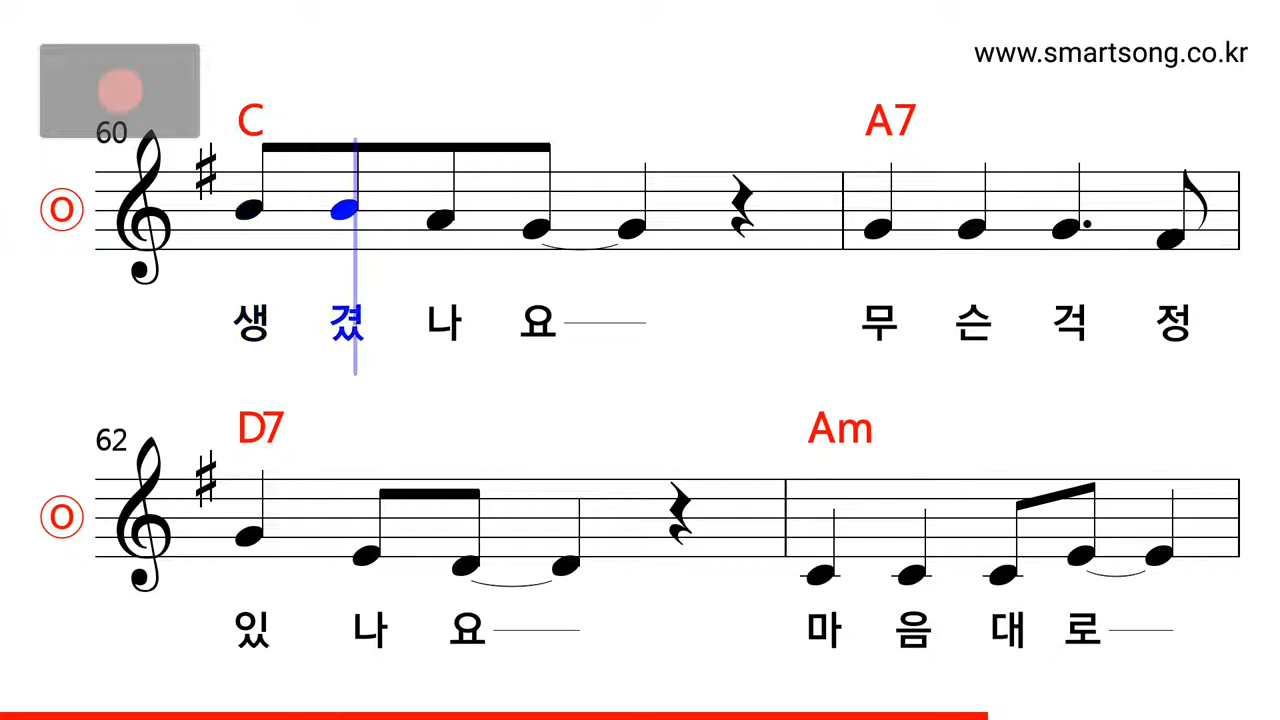 www.smartsong.co.kr
60 C A7
O
생 겼 나 요 무 슨 걱 정
62 D7 Am
O
있 나 요 마 음 대 로